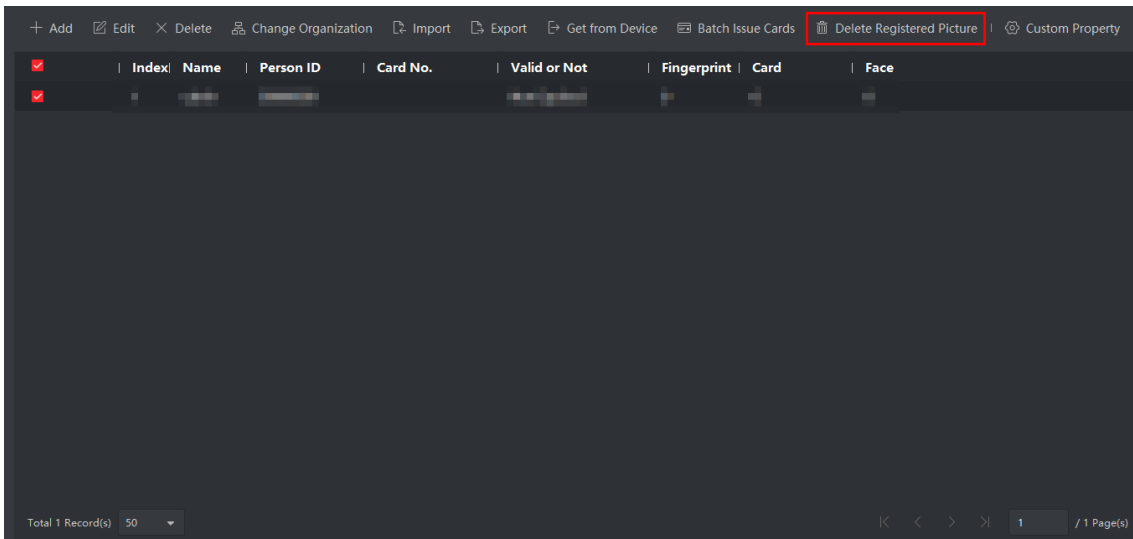 Add Edit Delete Change Organization Import Export Get from Device Batch Issue Cards Delete Registered Picture Custom Property
Index Name Person ID Card No. Valid or Not Fingerprint Card Face
Total 1 Record(s) 50 1 / 1 Page(s)